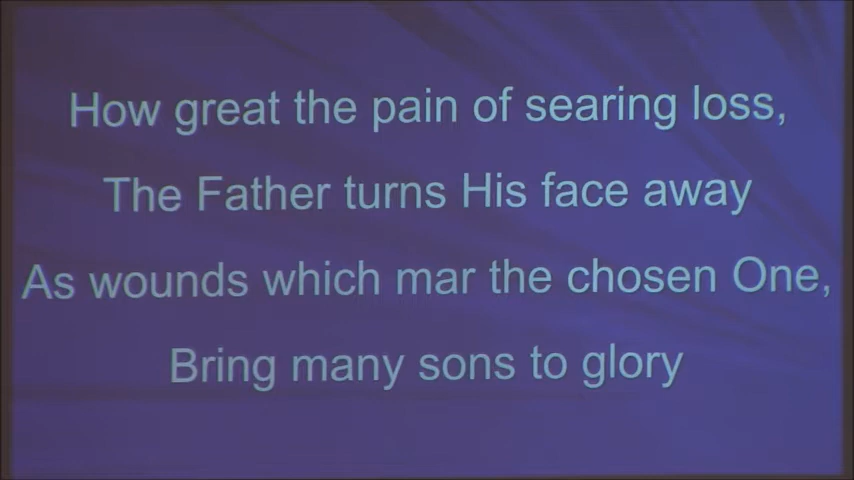 How great the pain of searing loss,
The Father turns His face away
As wounds which mar the chosen One,
Bring many sons to glory